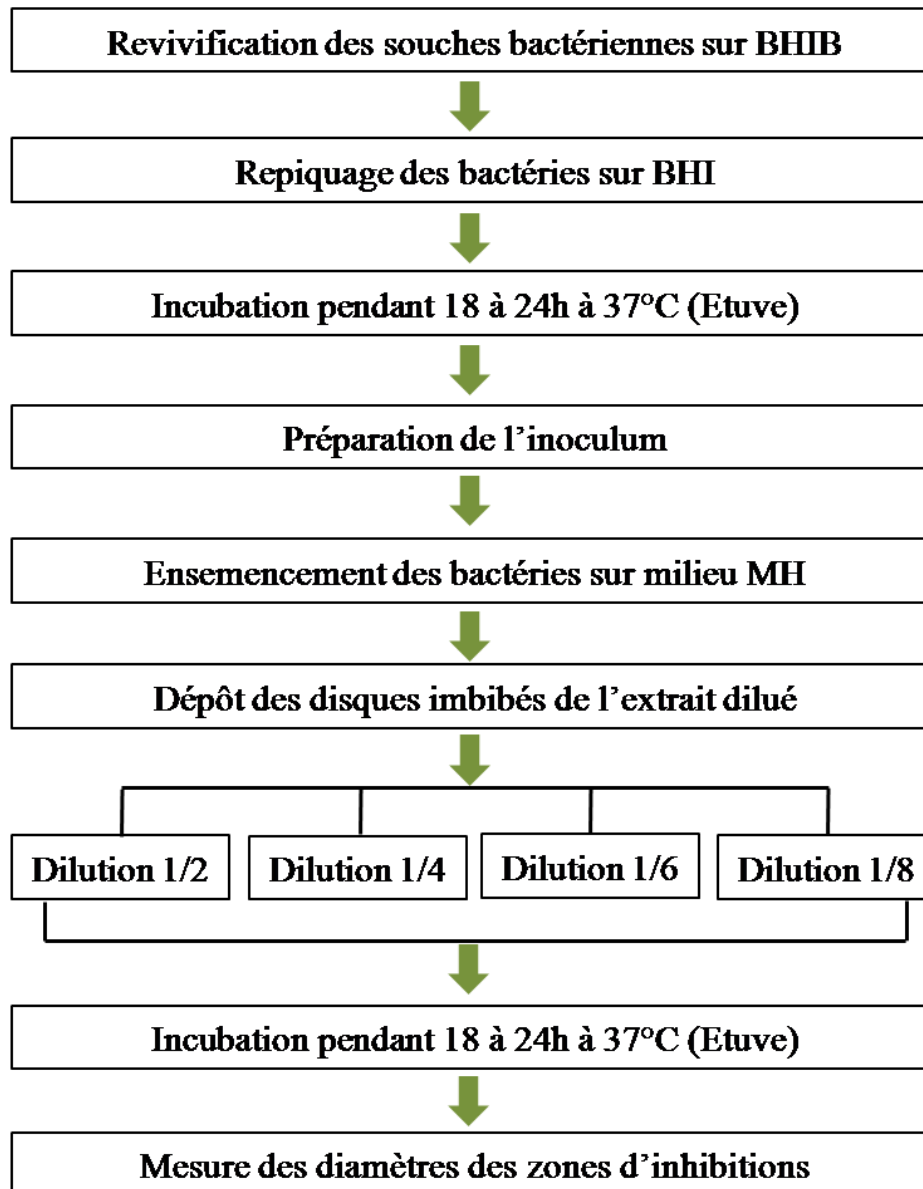 Revivification des souches bactériennes sur BHIB
Repiquage des bactéries sur BHI
Incubation pendant 18 à 24h à 37°C (Etuve)
Préparation de l’inoculum
Ensemencement des bactéries sur milieu MH
Dépôt des disques imbibés de l’extrait dilué
Dilution 1/2
Dilution 1/4
Dilution 1/6
Dilution 1/8
Incubation pendant 18 à 24h à 37°C (Etuve)
Mesure des diamètres des zones d’inhibitions